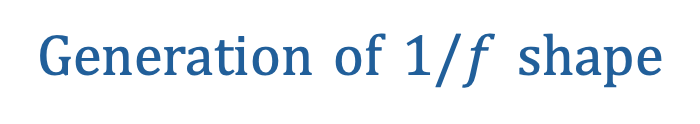 Generation of 1/f shape